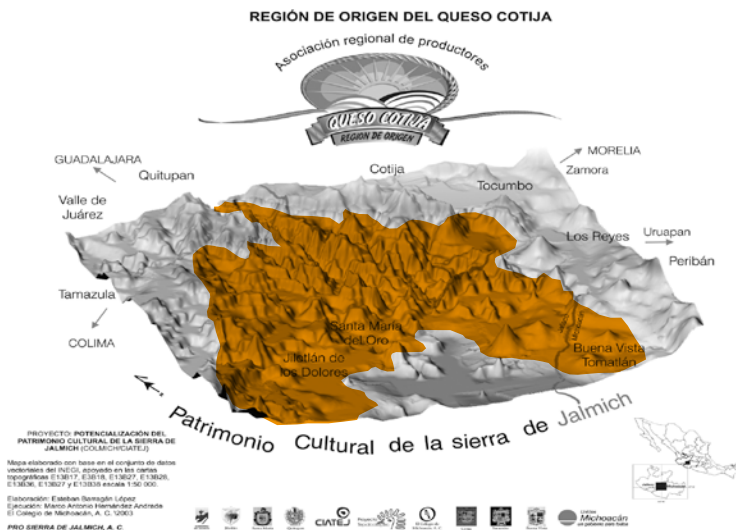 REGIÓN DE ORIGEN DEL QUESO COTIJA
Asociación regional de productores
QUESO COTIJA
REGION DE ORIGEN
GUADALAJARA
Quitupan
Cotija
MORELIA
Zamora
Tocumbo
Valle de
Juárez
Los Reyes
Uruapan
Peribán
Tamazula
COLIMA
Santa María
del Oro
Jilotlán de
los Dolores
Buena Vista
Tomatlán
Patrimonio Cultural de la sierra de Jalmich
PROYECTO: POTENCIALIZACIÓN DEL
PATRIMONIO CULTURAL DE LA SIERRA DE
JALMICH (COLMICH/CIATEJ)
Mapa elaborado con base en el conjunto de datos
vectoriales del INEGI, apoyado en las cartas
topográficas E13B17, E3B18, E13B27, E13B28,
E13B36, E13B27 y E13B38 escala 1:50 000.
Elaboración: Esteban Barragán López
Ejecución: Marco Antonio Hernández Andrade
El Colegio de Michoacán, A. C. ©2003
PRO SIERRA DE JALMICH, A. C.
CIATEJ
Michoacán